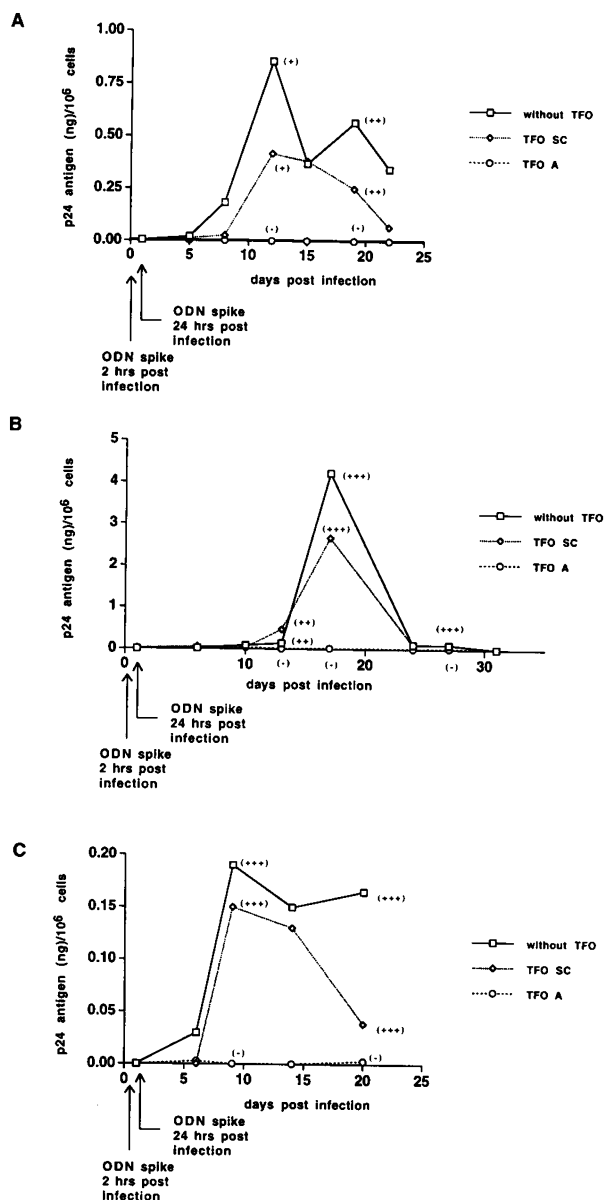 A
p24 antigen (ng)/10⁶ cells
1.00
0.75
0.50
0.25
0.00
0
5
10
15
20
25
days post infection
(+)
(++)
(+)
(++)
(-)
(-)
without TFO
TFO SC
TFO A
ODN spike
24 hrs post
infection
ODN spike
2 hrs post
infection
B
p24 antigen (ng)/10⁶ cells
5
4
3
2
1
0
0
10
20
30
days post infection
(+++)
(+++)
(++)
(++)
(+++)
(-)
(-)
(-)
without TFO
TFO SC
TFO A
ODN spike
24 hrs post
infection
ODN spike
2 hrs post
infection
C
p24 antigen (ng)/10⁶ cells
0.20
0.15
0.10
0.05
0.00
0
5
10
15
20
25
days post infection
(+++)
(+++)
(+++)
(+++)
(-)
(-)
without TFO
TFO SC
TFO A
ODN spike
24 hrs post
infection
ODN spike
2 hrs post
infection